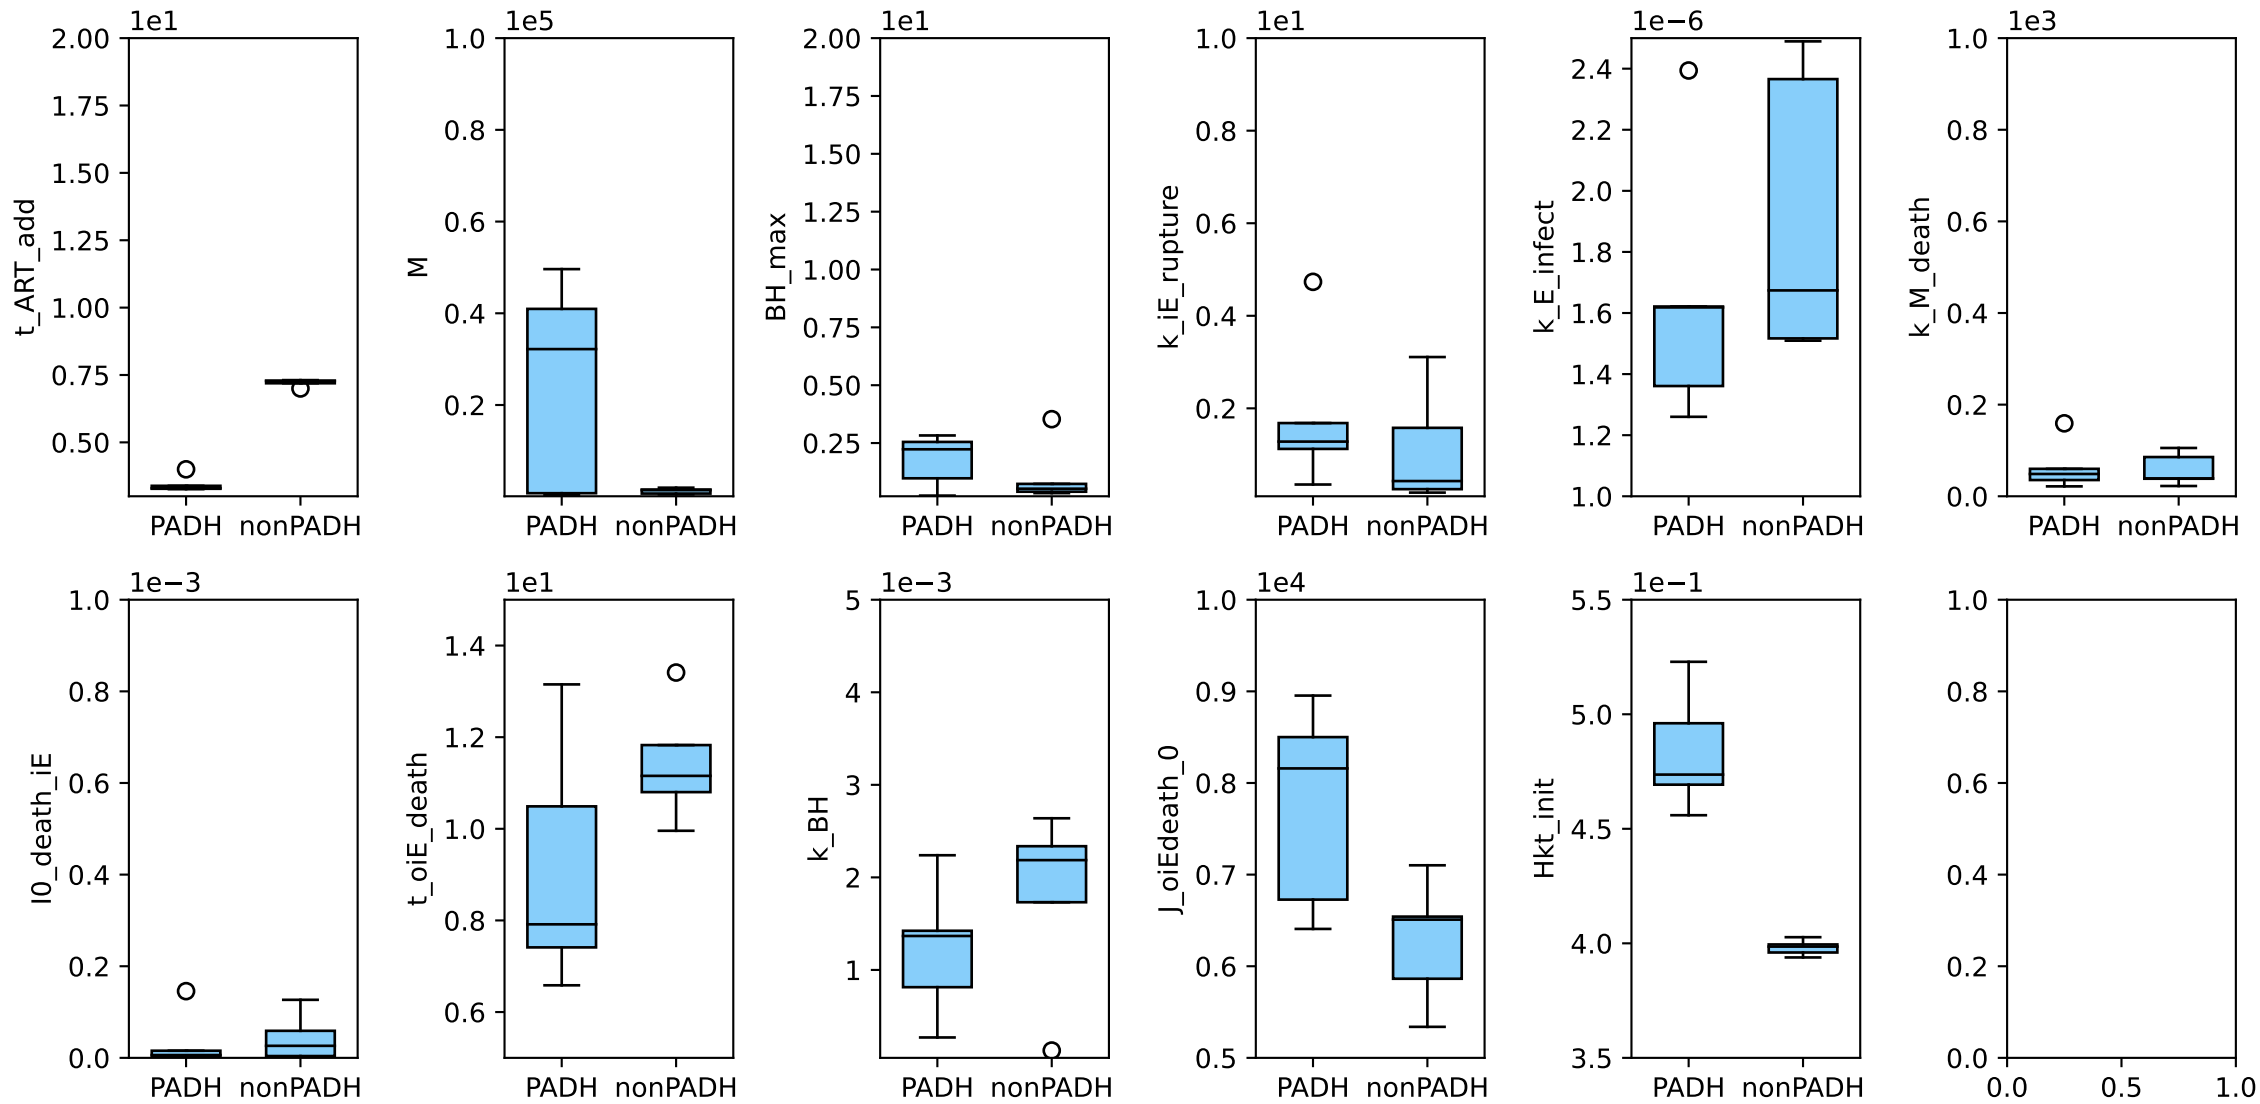 1e1
2.00
1.75
1.50
1.25
1.00
0.75
0.50
t_ART_add
PADH nonPADH
1e5
1.0
0.8
0.6
0.4
0.2
M
PADH nonPADH
1e1
2.00
1.75
1.50
1.25
1.00
0.75
0.50
0.25
BH_max
PADH nonPADH
1e1
1.0
0.8
0.6
0.4
0.2
k_iE_rupture
PADH nonPADH
1e−6
2.4
2.2
2.0
1.8
1.6
1.4
1.2
1.0
k_E_infect
PADH nonPADH
1e3
1.0
0.8
0.6
0.4
0.2
0.0
k_M_death
PADH nonPADH
1e−3
1.0
0.8
0.6
0.4
0.2
0.0
I0_death_iE
PADH nonPADH
1e1
1.4
1.2
1.0
0.8
0.6
t_oiE_death
PADH nonPADH
1e−3
5
4
3
2
1
k_BH
PADH nonPADH
1e4
1.0
0.9
0.8
0.7
0.6
0.5
J_oiEdeath_0
PADH nonPADH
1e−1
5.5
5.0
4.5
4.0
3.5
Hkt_init
PADH nonPADH
1.0
0.8
0.6
0.4
0.2
0.0
0.0 0.5 1.0